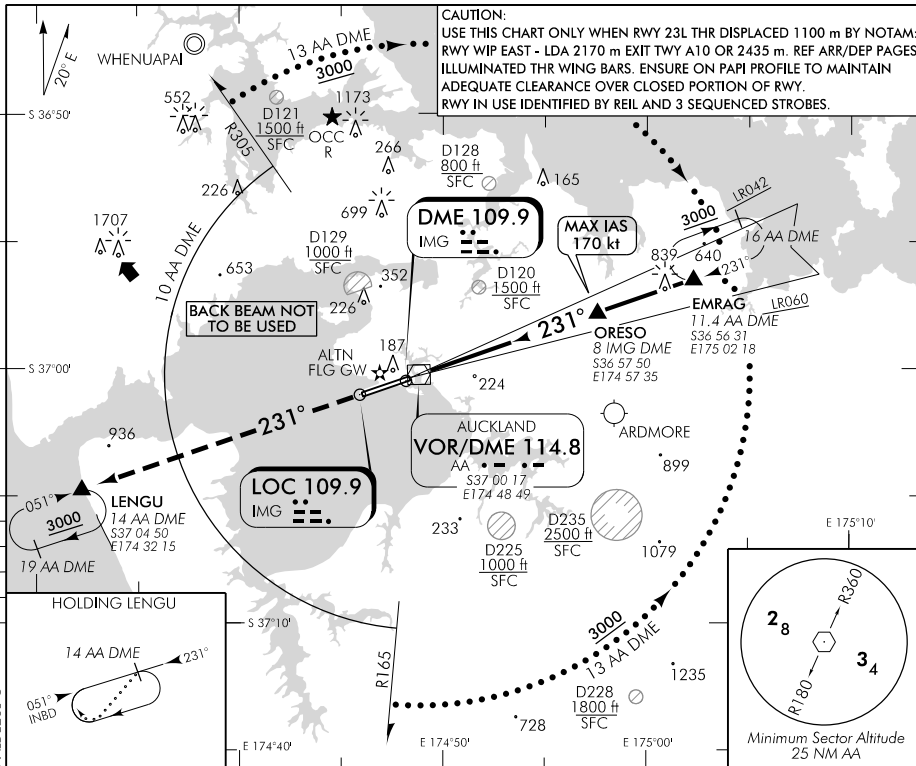 CAUTION:
USE THIS CHART ONLY WHEN RWY 23L THR DISPLACED 1100 m BY NOTAM:
RWY WIP EAST - LDA 2170 m EXIT TWY A10 OR 2435 m. REF ARR/DEP PAGES
ILLUMINATED THR WING BARS. ENSURE ON PAPI PROFILE TO MAINTAIN
ADEQUATE CLEARANCE OVER CLOSED PORTION OF RWY.
RWY IN USE IDENTIFIED BY REIL AND 3 SEQUENCED STROBES.
20° E
WHENUAPAI
13 AA DME
3000
552
S 36°50
R305
D121
1500 ft
SFC
1173
OCC
R
266
D128
800 ft
SFC
165
226
699
LR042
3000
16 AA DME
DME 109.9
IMG
MAX IAS
170 kt
839
640
231°
1707
653
10 AA DME
D129
1000 ft
SFC
352
226
D120
1500 ft
SFC
BACK BEAM NOT
TO BE USED
231°
ORESO
8 IMG DME
S36 57 50
E174 57 35
EMRAG
11.4 AA DME
S36 56 31
E175 02 18
LR060
S 37°00
ALTN
FLG GW
187
224
ARDMORE
231°
AUCKLAND
VOR/DME 114.8
AA
S37 00 17
E174 48 49
936
899
LOC 109.9
IMG
051°
3000
19 AA DME
LENGU
14 AA DME
S37 04 50
E174 32 15
233
D225
1000 ft
SFC
D235
2500 ft
SFC
1079
E 175°10
HOLDING LENGU
14 AA DME
231°
051°
INBD
S 37°10
R165
3000
13 AA DME
1235
D228
1800 ft
SFC
728
E 174°40
E 174°50
E 175°00
R360
2 8
3 4
R180
Minimum Sector Altitude
25 NM AA